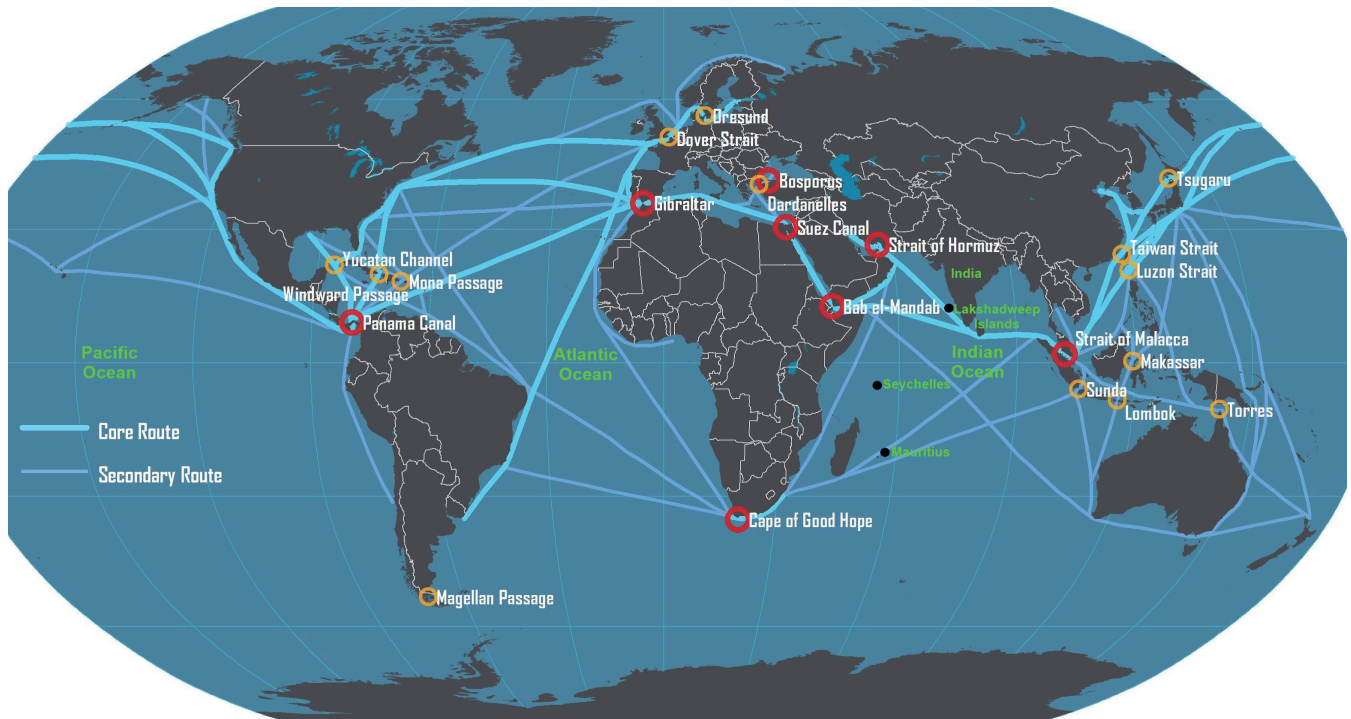 Oresund
Dover Strait
Bosporus
Tsugaru
Gibraltar
Dardanelles
Suez Canal
Strait of Hormuz
Taiwan Strait
Yucatan Channel
Luzon Strait
India
Mona Passage
Windward Passage
Bab el-Mandab
Lakshadweep
Islands
Panama Canal
Strait of Malacca
Pacific
Ocean
Atlantic
Ocean
Indian
Ocean
Makassar
Seychelles
Sunda
Lombok
Torres
Core Route
Mauritius
Secondary Route
Cape of Good Hope
Magellan Passage